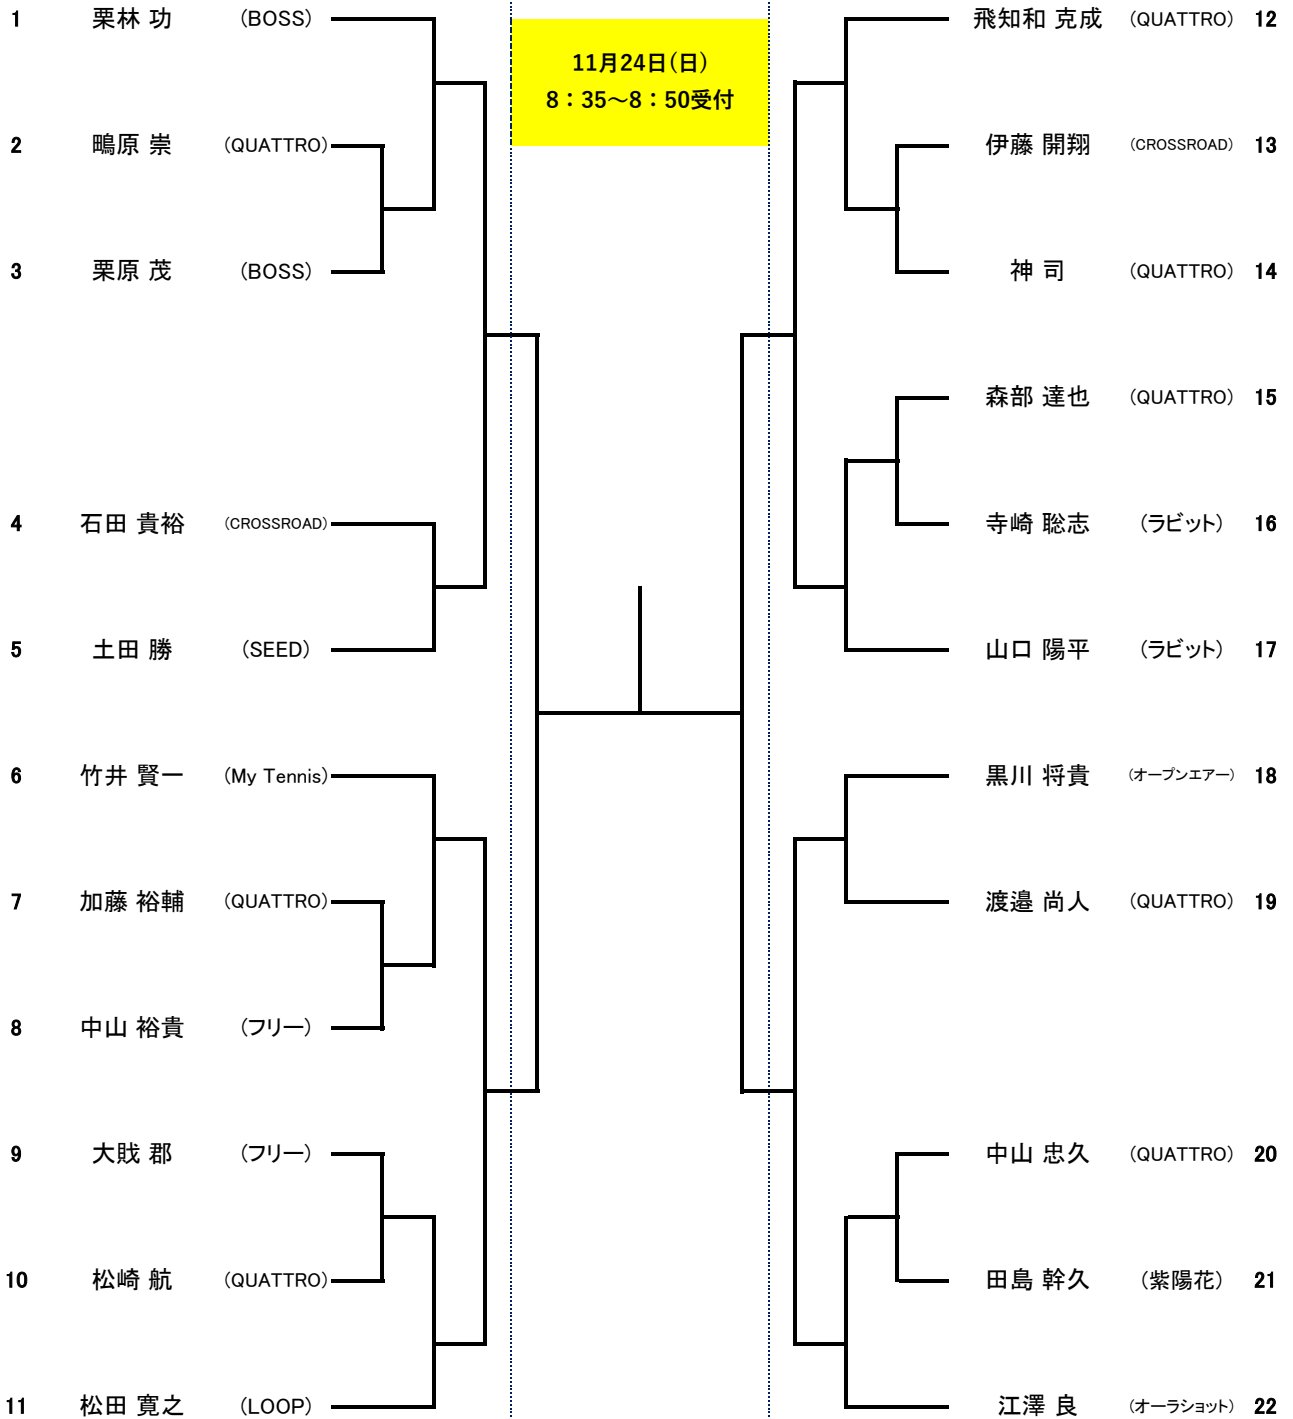 1 栗林 功 (BOSS)
2 鴫原 崇 (QUATTRO)
3 栗原 茂 (BOSS)
4 石田 貴裕 (CROSSROAD)
5 土田 勝 (SEED)
6 竹井 賢一 (My Tennis)
7 加藤 裕輔 (QUATTRO)
8 中山 裕貴 (フリー)
9 大戝 郡 (フリー)
10 松崎 航 (QUATTRO)
11 松田 寛之 (LOOP)
11月24日(日)
8：35～8：50受付
飛知和 克成 (QUATTRO) 12
伊藤 開翔 (CROSSROAD) 13
神 司 (QUATTRO) 14
森部 達也 (QUATTRO) 15
寺崎 聡志 (ラビット) 16
山口 陽平 (ラビット) 17
黒川 将貴 (オープンエアー) 18
渡邉 尚人 (QUATTRO) 19
中山 忠久 (QUATTRO) 20
田島 幹久 (紫陽花) 21
江澤 良 (オーラショット) 22